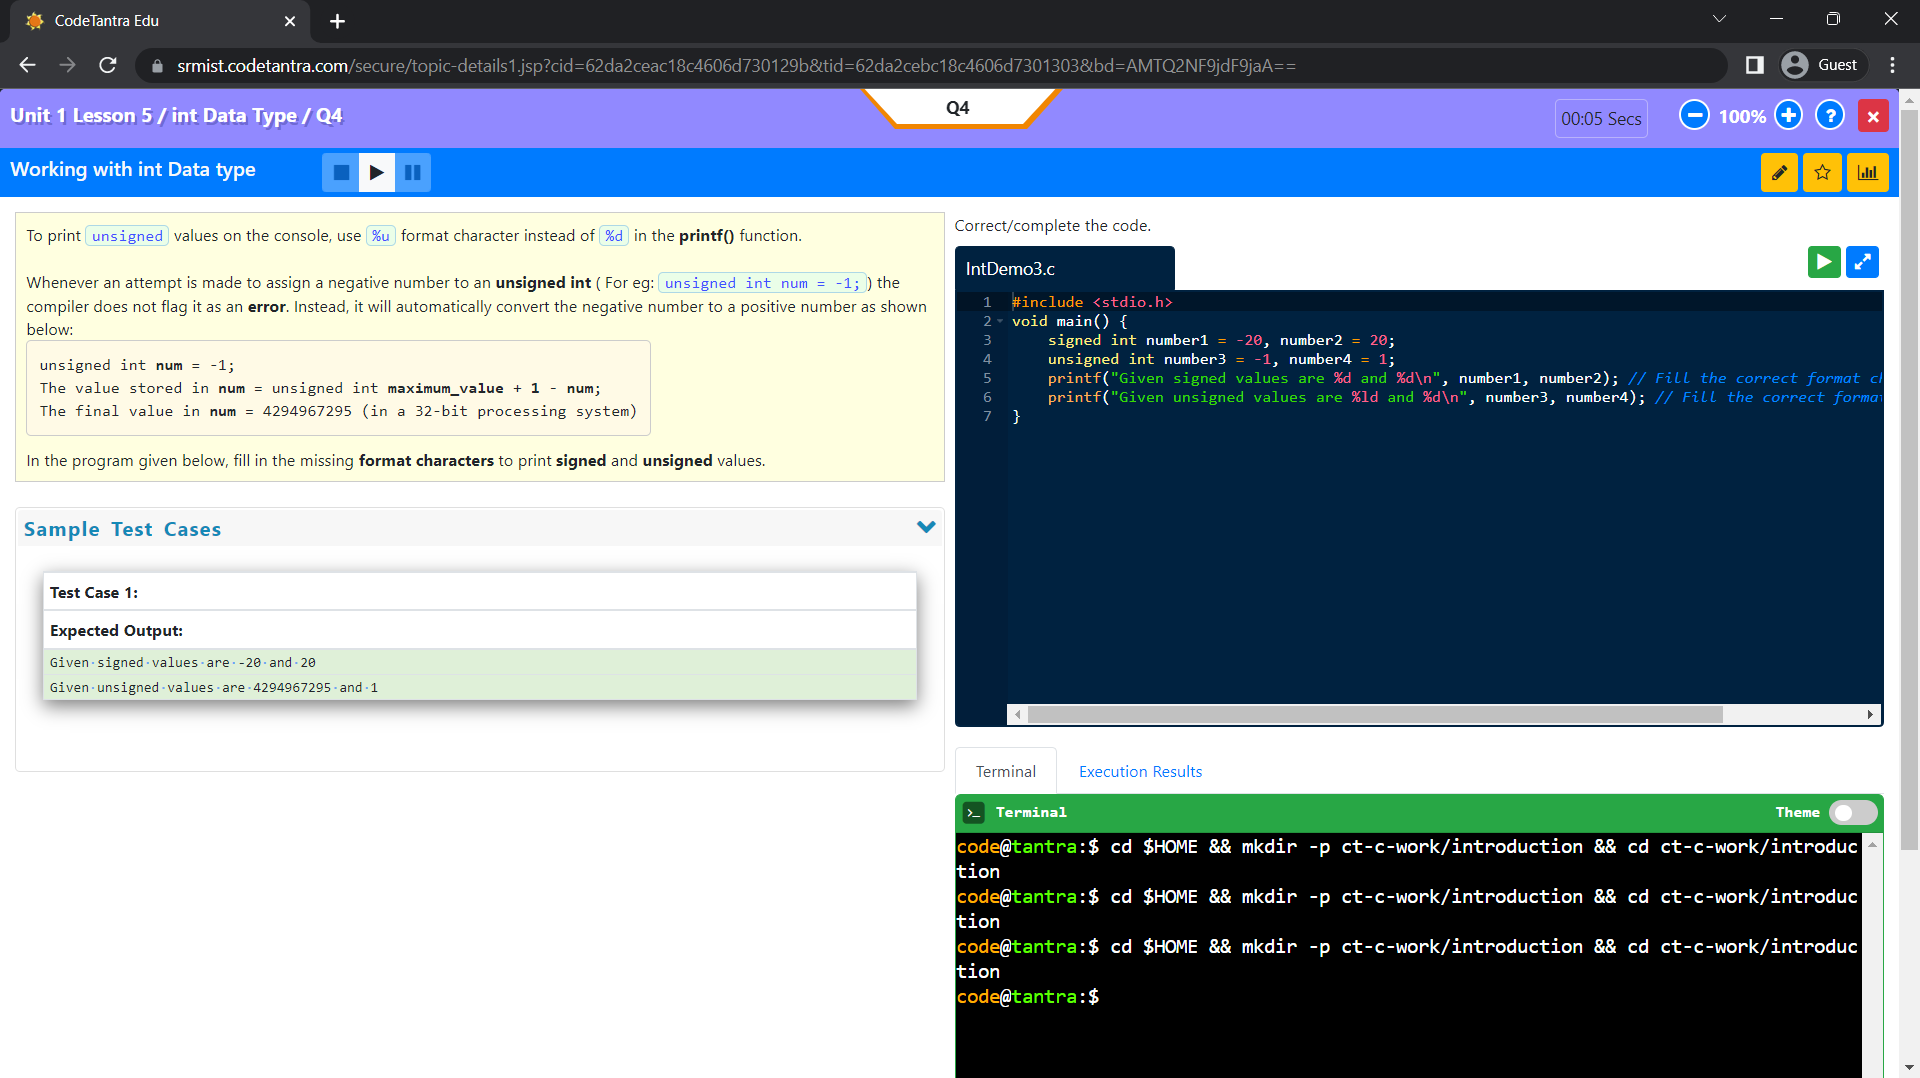 CodeTantra Edu
srmist.codetantra.com/secure/topic-details1.jsp?cid=62da2ceac18c4606d730129b&tid=62da2cebc18c4606d7301303&bd=AMTQ2NF9jdF9jaA==
Guest
Unit 1 Lesson 5 / int Data Type / Q4
Q4
00:05 Secs
100%
?
Working with int Data type
To print unsigned values on the console, use %u format character instead of %d in the printf() function.
Whenever an attempt is made to assign a negative number to an unsigned int ( For eg: unsigned int num = -1; ) the
compiler does not flag it as an error. Instead, it will automatically convert the negative number to a positive number as shown
below:
unsigned int num = -1;
The value stored in num = unsigned int maximum_value + 1 - num;
The final value in num = 4294967295 (in a 32-bit processing system)
In the program given below, fill in the missing format characters to print signed and unsigned values.
Sample Test Cases
Test Case 1:
Expected Output:
Given·signed·values·are·-20·and·20
Given·unsigned·values·are·4294967295·and·1
Correct/complete the code.
IntDemo3.c
1 #include <stdio.h>
2 void main() {
3 signed int number1 = -20, number2 = 20;
4 unsigned int number3 = -1, number4 = 1;
5 printf("Given signed values are %d and %d\n", number1, number2); // Fill the correct format c
6 printf("Given unsigned values are %ld and %d\n", number3, number4); // Fill the correct forma
7 }
Terminal
Execution Results
>_ Terminal
Theme
code@tantra:$ cd $HOME && mkdir -p ct-c-work/introduction && cd ct-c-work/introduc
tion
code@tantra:$ cd $HOME && mkdir -p ct-c-work/introduction && cd ct-c-work/introduc
tion
code@tantra:$ cd $HOME && mkdir -p ct-c-work/introduction && cd ct-c-work/introduc
tion
code@tantra:$